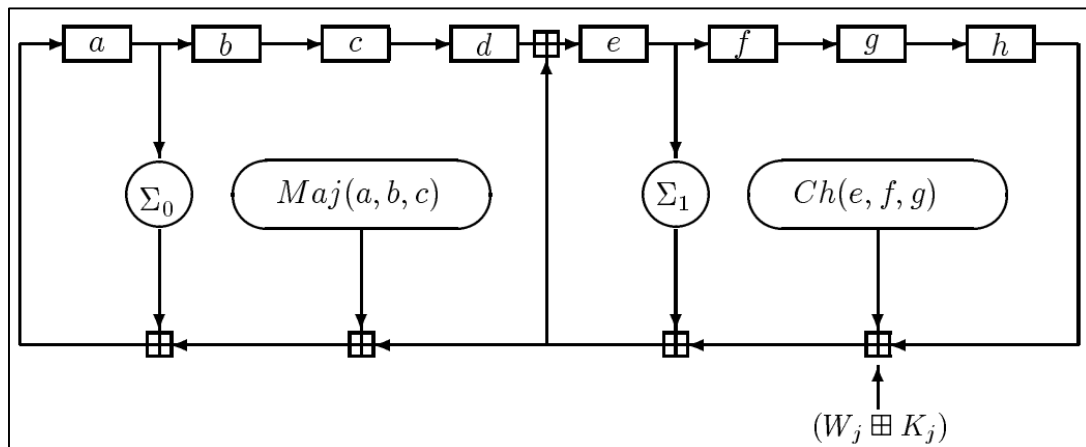 a b c d e f g h
Σ₀ Maj(a, b, c) Σ₁ Ch(e, f, g)
(Wⱼ ⊞ Kⱼ)